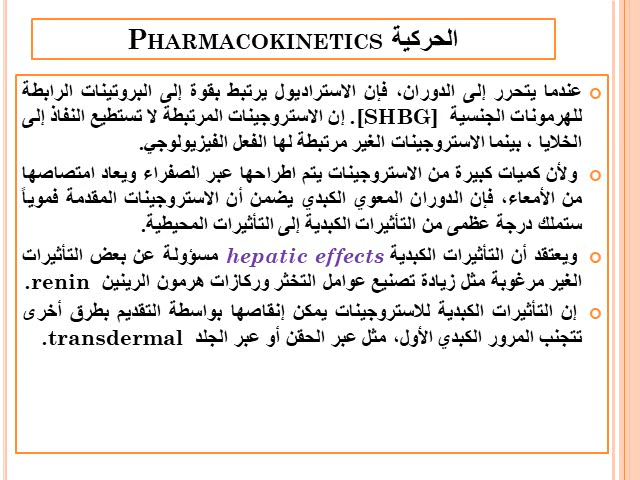 الحركية PHARMACOKINETICS
عندما يتحرر إلى الدوران، فإن الاستراديول يرتبط بقوة إلى البروتينات الرابطة
للهرمونات الجنسية [SHBG]. إن الاستروجينات المرتبطة لا تستطيع النفاذ إلى
الخلايا ، بينما الاستروجينات الغير مرتبطة لها الفعل الفيزيولوجي.
ولأن كميات كبيرة من الاستروجينات يتم اطراحها عبر الصفراء ويعاد امتصاصها
من الأمعاء، فإن الدوران المعوي الكبدي يضمن أن الاستروجينات المقدمة فموياً
ستملك درجة عظمى من التأثيرات الكبدية إلى التأثيرات المحيطية.
ويعتقد أن التأثيرات الكبدية hepatic effects مسؤولة عن بعض التأثيرات
الغير مرغوبة مثل زيادة تصنيع عوامل التخثر وركازات هرمون الرينين renin.
إن التأثيرات الكبدية للاستروجينات يمكن إنقاصها بواسطة التقديم بطرق أخرى
تتجنب المرور الكبدي الأول، مثل عبر الحقن أو عبر الجلد transdermal.